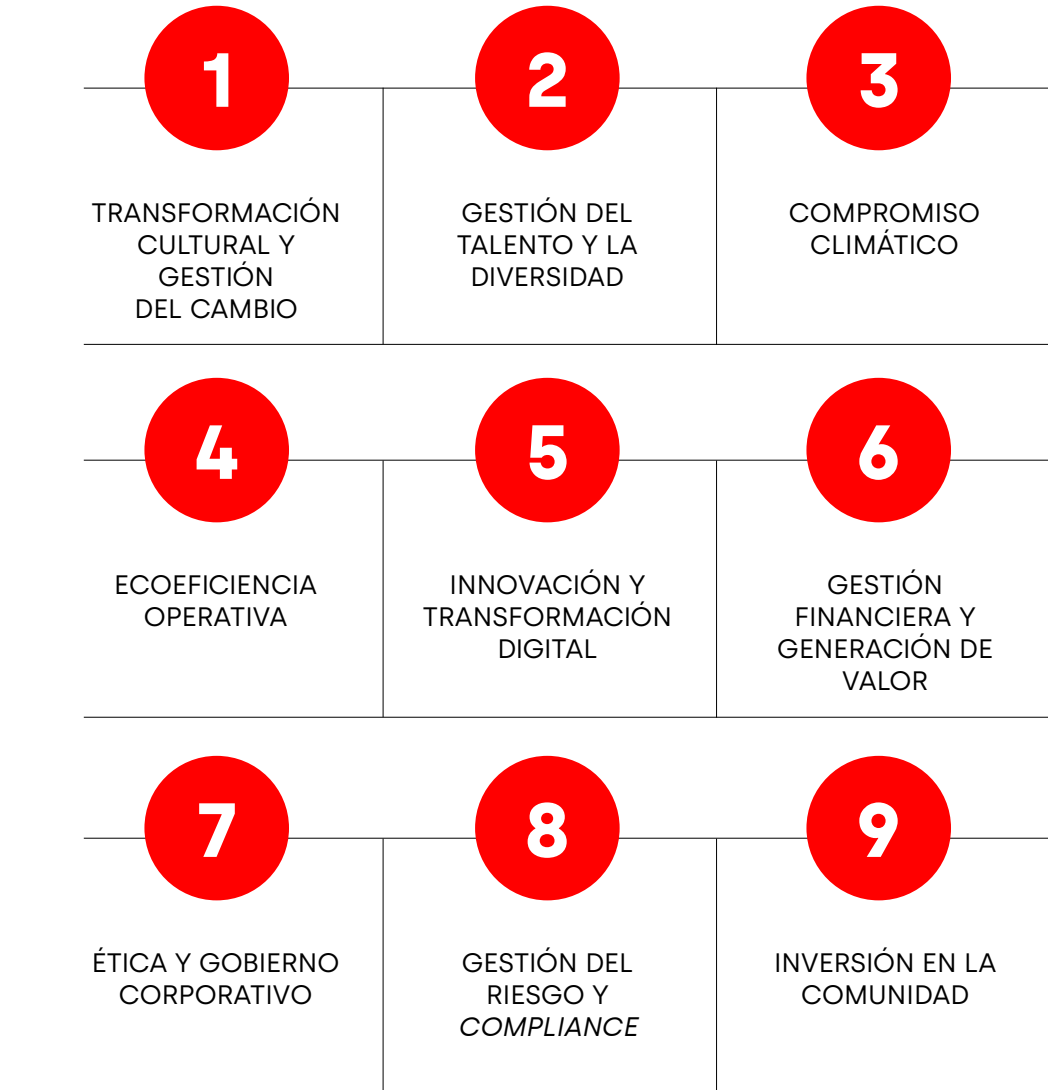 1
TRANSFORMACIÓN
CULTURAL Y
GESTIÓN
DEL CAMBIO
2
GESTIÓN DEL
TALENTO Y LA
DIVERSIDAD
3
COMPROMISO
CLIMÁTICO
4
ECOEFICIENCIA
OPERATIVA
5
INNOVACIÓN Y
TRANSFORMACIÓN
DIGITAL
6
GESTIÓN
FINANCIERA Y
GENERACIÓN DE
VALOR
7
ÉTICA Y GOBIERNO
CORPORATIVO
8
GESTIÓN DEL
RIESGO Y
COMPLIANCE
9
INVERSIÓN EN LA
COMUNIDAD